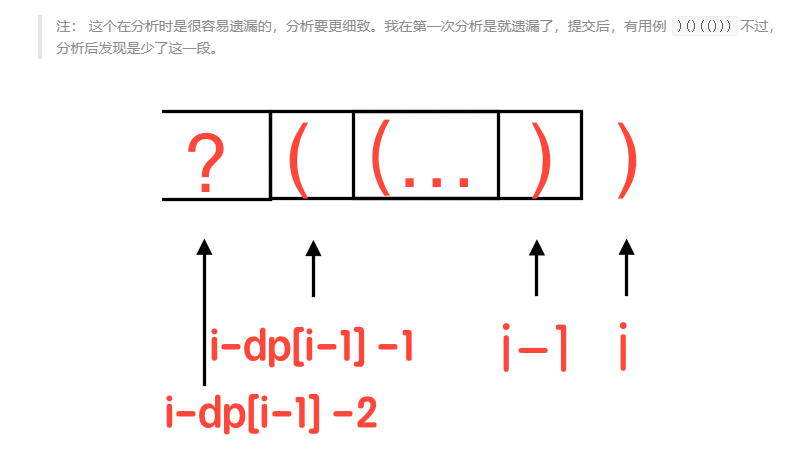 注： 这个在分析时是很容易遗漏的，分析要更细致。我在第一次分析是就遗漏了，提交后，有用例 )()(()) 不过，
分析后发现是少了这一段。
? ( (... ) )
i-dp[i-1] -1 i-1 i
i-dp[i-1] -2